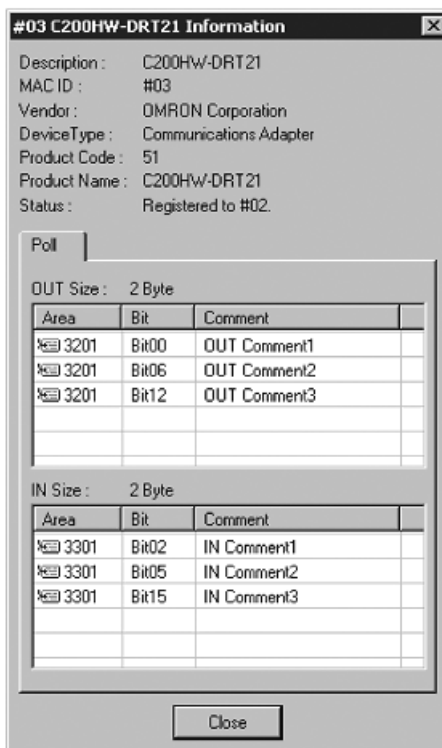 #03 C200HW-DRT21 Information
Description : C200HW-DRT21
MAC ID : #03
Vendor : OMRON Corporation
DeviceType : Communications Adapter
Product Code : 51
Product Name : C200HW-DRT21
Status : Registered to #02.
Poll
OUT Size : 2 Byte
Area Bit Comment
3201 Bit00 OUT Comment1
3201 Bit06 OUT Comment2
3201 Bit12 OUT Comment3
IN Size : 2 Byte
Area Bit Comment
3301 Bit02 IN Comment1
3301 Bit05 IN Comment2
3301 Bit15 IN Comment3
Close